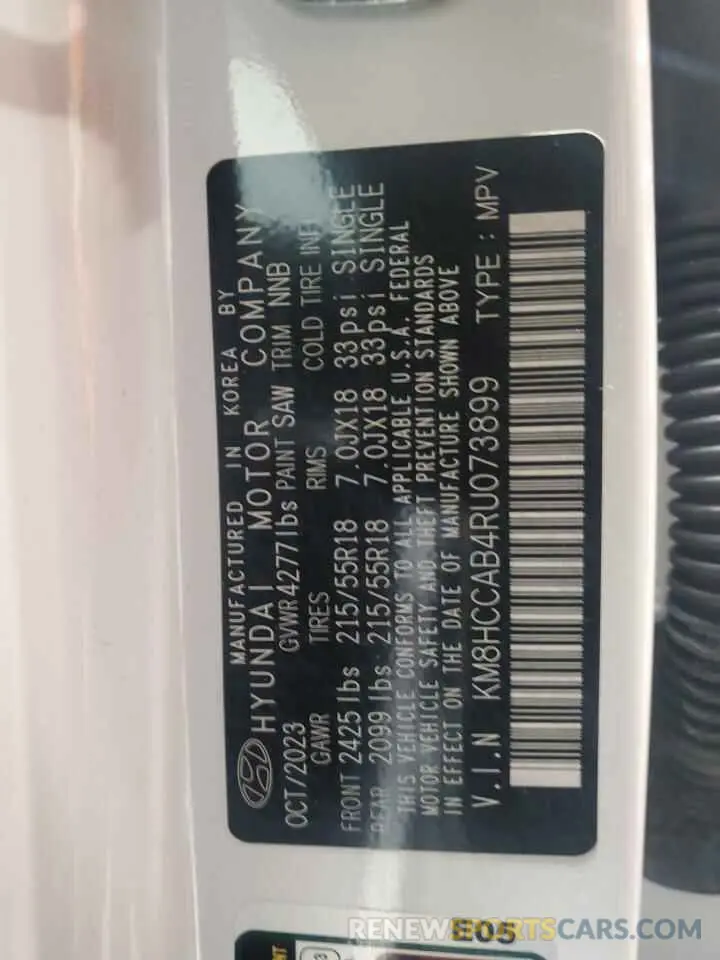 MANUFACTURED IN KOREA BY
HYUNDAI MOTOR COMPANY
OCT/2023 GVWR 4277lbs PAINT SAW TRIM NNB
GAWR TIRES RIMS COLD TIRE INFL
FRONT 2425 lbs 215/55R18 7.0JX18 33psi SINGLE
REAR 2099 lbs 215/55R18 7.0JX18 33psi SINGLE
THIS VEHICLE CONFORMS TO ALL APPLICABLE U.S.A. FEDERAL
MOTOR VEHICLE SAFETY AND THEFT PREVENTION STANDARDS
IN EFFECT ON THE DATE OF MANUFACTURE SHOWN ABOVE
V.I.N KM8HCCAB4RU073899 TYPE : MPV
RENEWSPORTSCARS.COM